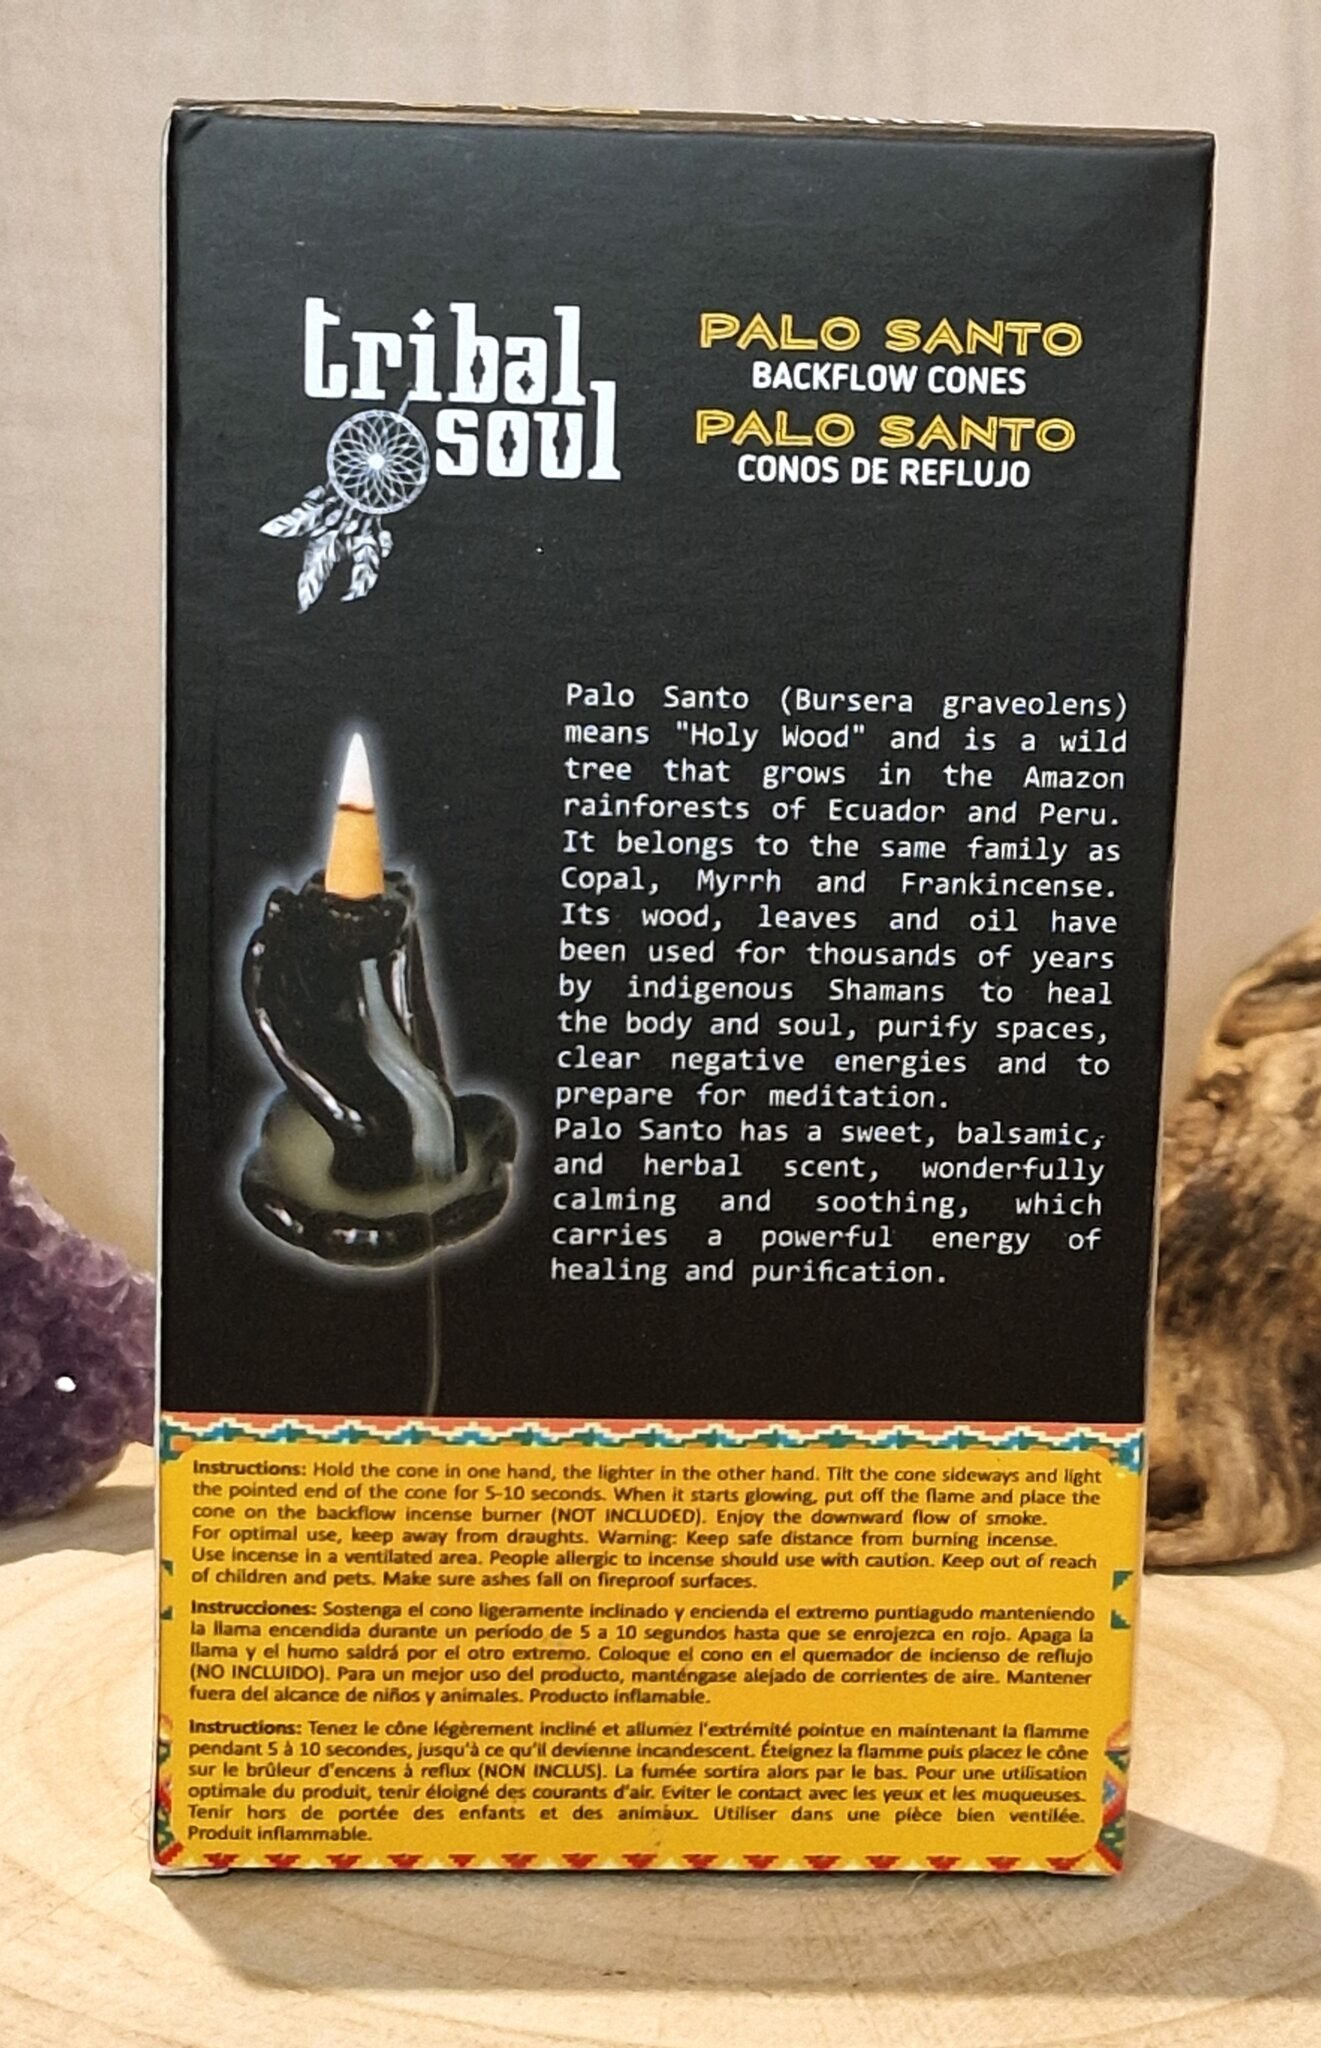 tribal
soul
PALO SANTO
BACKFLOW CONES
PALO SANTO
CONOS DE REFLUJO
Palo Santo (Bursera graveolens)
means "Holy Wood" and is a wild
tree that grows in the Amazon
rainforests of Ecuador and Peru.
It belongs to the same family as
Copal, Myrrh and Frankincense.
Its wood, leaves and oil have
been used for thousands of years
by indigenous Shamans to heal
the body and soul, purify spaces,
clear negative energies and to
prepare for meditation.
Palo Santo has a sweet, balsamic,
and herbal scent, wonderfully
calming and soothing, which
carries a powerful energy of
healing and purification.
Instructions: Hold the cone in one hand, the lighter in the other hand. Tilt the cone sideways and light
the pointed end of the cone for 5-10 seconds. When it starts glowing, put off the flame and place the
cone on the backflow incense burner (NOT INCLUDED). Enjoy the downward flow of smoke.
For optimal use, keep away from draughts. Warning: Keep safe distance from burning incense.
Use incense in a ventilated area. People allergic to incense should use with caution. Keep out of reach
of children and pets. Make sure ashes fall on fireproof surfaces.
Instrucciones: Sostenga el cono ligeramente inclinado y encienda el extremo puntiagudo manteniendo
la llama encendida durante un período de 5 a 10 segundos hasta que se enrojezca en rojo. Apaga la
llama y el humo saldrá por el otro extremo. Coloque el cono en el quemador de incienso de reflujo
(NO INCLUIDO). Para un mejor uso del producto, manténgase alejado de corrientes de aire. Mantener
fuera del alcance de niños y animales. Producto inflamable.
Instructions: Tenez le cône légèrement incliné et allumez l'extrémité pointue en maintenant la flamme
pendant 5 à 10 secondes, jusqu'à ce qu'il devienne incandescent. Éteignez la flamme puis placez le cône
sur le brûleur d'encens à reflux (NON INCLUS). La fumée sortira alors par le bas. Pour une utilisation
optimale du produit, tenir éloigné des courants d'air. Eviter le contact avec les yeux et les muqueuses.
Tenir hors de portée des enfants et des animaux. Utiliser dans une pièce bien ventilée.
Produit inflammable.